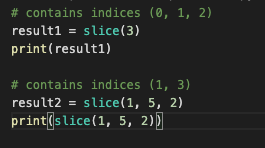 # contains indices (0, 1, 2)
result1 = slice(3)
print(result1)
# contains indices (1, 3)
result2 = slice(1, 5, 2)
print(slice(1, 5, 2))